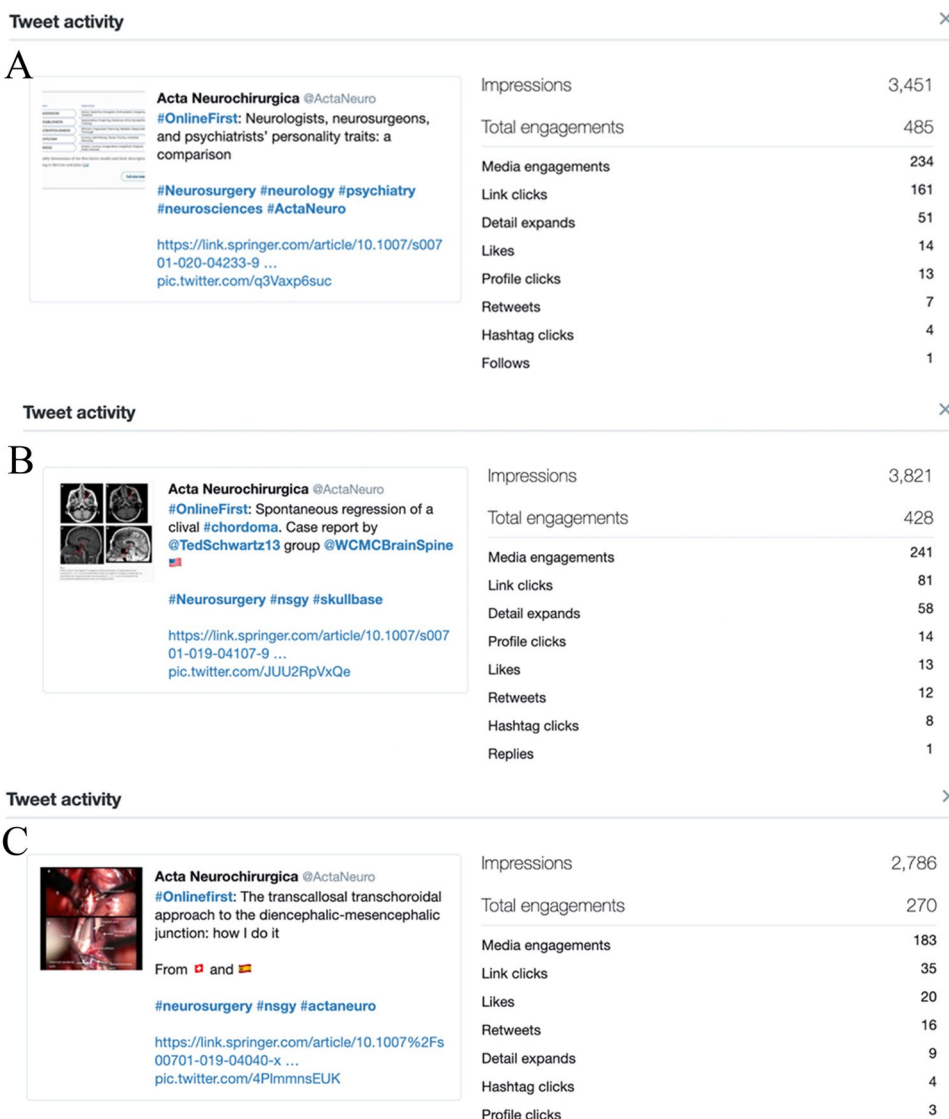 Tweet activity
A
Acta Neurochirurgica @ActaNeuro
#OnlineFirst: Neurologists, neurosurgeons,
and psychiatrists' personality traits: a
comparison
#Neurosurgery #neurology #psychiatry
#neurosciences #ActaNeuro
https://link.springer.com/article/10.1007/s007
01-020-04233-9 ...
pic.twitter.com/q3Vaxp6suc
Impressions 3,451
Total engagements 485
Media engagements 234
Link clicks 161
Detail expands 51
Likes 14
Profile clicks 13
Retweets 7
Hashtag clicks 4
Follows 1
Tweet activity
B
Acta Neurochirurgica @ActaNeuro
#OnlineFirst: Spontaneous regression of a
clival #chordoma. Case report by
@TedSchwartz13 group @WCMCBrainSpine
#Neurosurgery #nsgy #skullbase
https://link.springer.com/article/10.1007/s007
01-019-04107-9 ...
pic.twitter.com/JUU2RpVxQe
Impressions 3,821
Total engagements 428
Media engagements 241
Link clicks 81
Detail expands 58
Profile clicks 14
Likes 13
Retweets 12
Hashtag clicks 8
Replies 1
Tweet activity
C
Acta Neurochirurgica @ActaNeuro
#Onlinefirst: The transcallosal transchoroidal
approach to the diencephalic-mesencephalic
junction: how I do it
From and
#neurosurgery #nsgy #actaneuro
https://link.springer.com/article/10.1007%2Fs
00701-019-04040-x ...
pic.twitter.com/4PlmmnsEUK
Impressions 2,786
Total engagements 270
Media engagements 183
Link clicks 35
Likes 20
Retweets 16
Detail expands 9
Hashtag clicks 4
Profile clicks 3